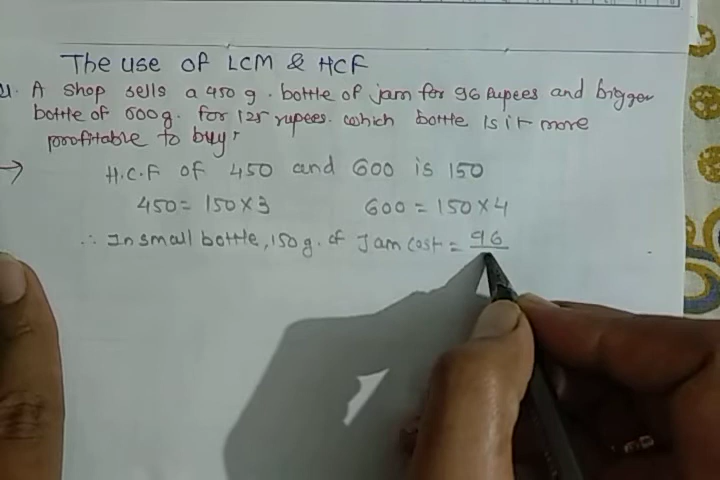 The use of LCM & HCF
1. A shop sells a 450 g. bottle of jam for 96 rupees and bigger
bottle of 600g. for 125 rupees. which bottle is it more
profitable to buy?
→ H.C.F of 450 and 600 is 150
450 = 150×3 600 = 150×4
∴ In small bottle, 150 g. of Jam cost = 96